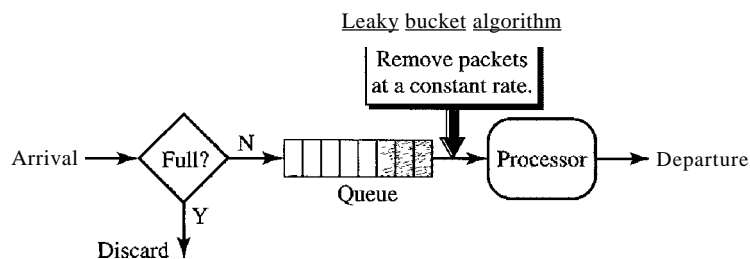 Leaky bucket algorithm
Remove packets
at a constant rate.
Arrival
Full?
N
Queue
Processor
Departure
Y
Discard